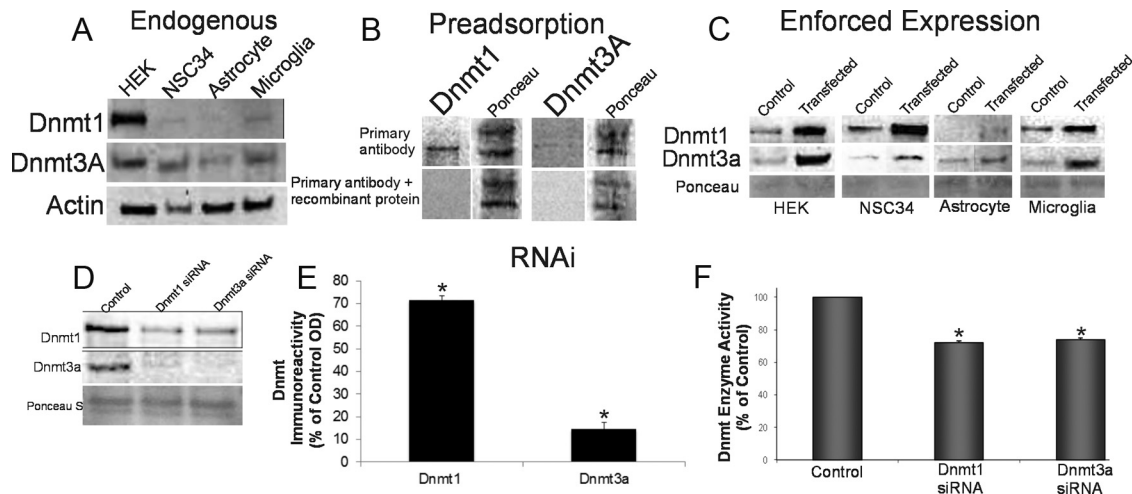 A Endogenous
HEK NSC34 Astrocyte Microglia
Dnmt1
Dnmt3A
Actin
B Preadsorption
Dnmt1 Ponceau Dnmt3A Ponceau
Primary
antibody
Primary antibody +
recombinant protein
C Enforced Expression
Control Transfected Control Transfected Control Transfected Control Transfected
Dnmt1
Dnmt3a
Ponceau
HEK NSC34 Astrocyte Microglia
RNAi
D
Control Dnmt1 siRNA Dnmt3a siRNA
Dnmt1
Dnmt3a
Ponceau S
E
Dnmt
Immunoreactivity
(% of Control OD)
80
70
60
50
40
30
20
10
0
* *
Dnmt1 Dnmt3a
F
Dnmt Enzyme Activity
(% of Control)
100
80
60
40
20
0
* *
Control Dnmt1 Dnmt3a
siRNA siRNA